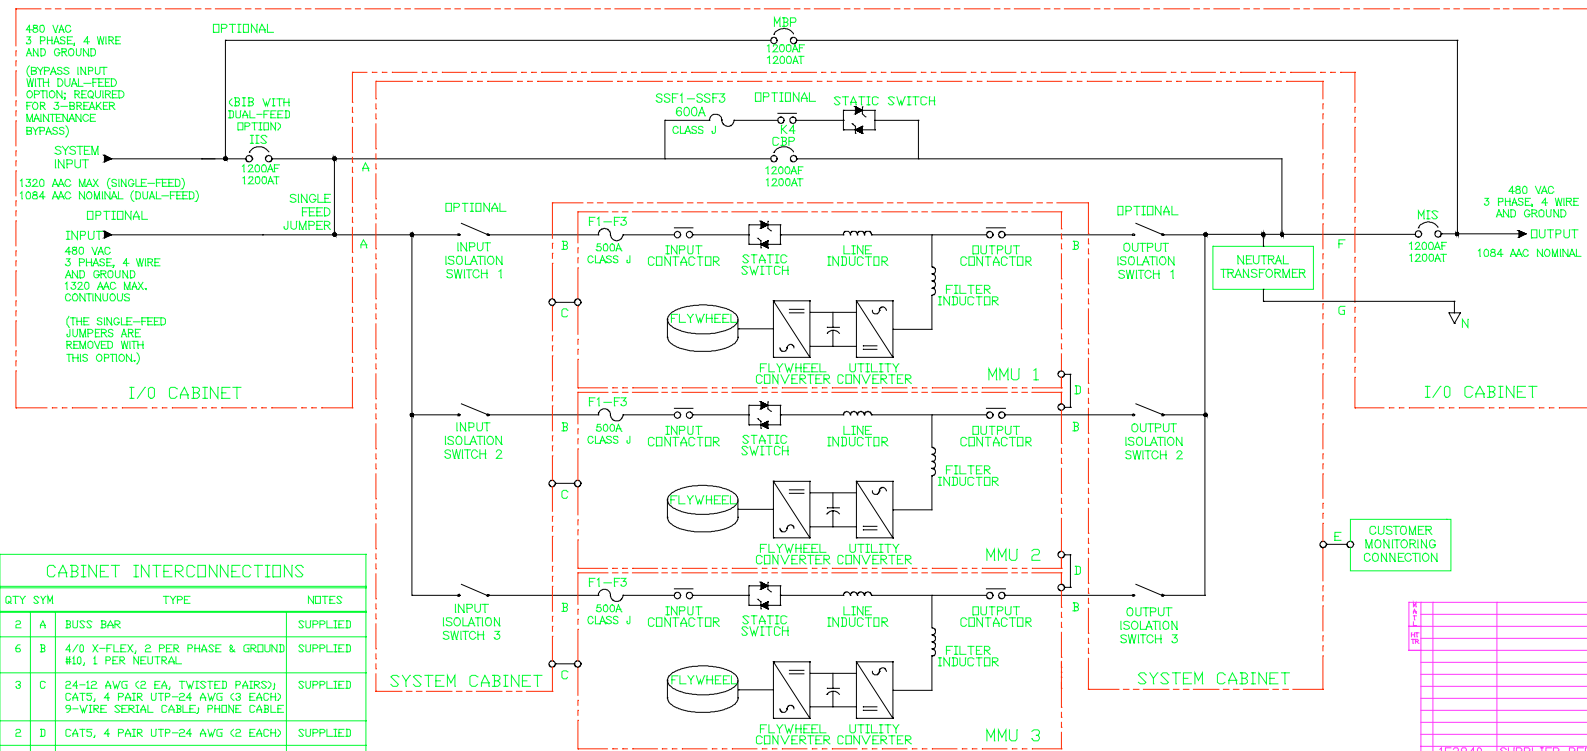 480 VAC
3 PHASE, 4 WIRE
AND GROUND
(BYPASS INPUT
WITH DUAL-FEED
OPTION; REQUIRED
FOR 3-BREAKER
MAINTENANCE
BYPASS)
SYSTEM
INPUT
1320 AAC MAX (SINGLE-FEED)
1084 AAC NOMINAL (DUAL-FEED)
OPTIONAL
INPUT
480 VAC
3 PHASE, 4 WIRE
AND GROUND
1320 AAC MAX.
CONTINUOUS
(THE SINGLE-FEED
JUMPERS ARE
REMOVED WITH
THIS OPTION.)
I/O CABINET
OPTIONAL
(BIB WITH
DUAL-FEED
OPTION)
IIS
1200AF
1200AT
SINGLE
FEED
JUMPER
A
A
MBP
1200AF
1200AT
SSF1-SSF3
600A
CLASS J
OPTIONAL
K4
STATIC SWITCH
CBP
1200AF
1200AT
OPTIONAL
INPUT
ISOLATION
SWITCH 1
B
C
F1-F3
500A
CLASS J
INPUT
CONTACTOR
STATIC
SWITCH
LINE
INDUCTOR
OUTPUT
CONTACTOR
FILTER
INDUCTOR
FLYWHEEL
FLYWHEEL
CONVERTER
UTILITY
CONVERTER
MMU 1
D
B
OPTIONAL
OUTPUT
ISOLATION
SWITCH 1
INPUT
ISOLATION
SWITCH 2
B
C
F1-F3
500A
CLASS J
INPUT
CONTACTOR
STATIC
SWITCH
LINE
INDUCTOR
OUTPUT
CONTACTOR
FILTER
INDUCTOR
FLYWHEEL
FLYWHEEL
CONVERTER
UTILITY
CONVERTER
MMU 2
D
B
OUTPUT
ISOLATION
SWITCH 2
INPUT
ISOLATION
SWITCH 3
B
C
F1-F3
500A
CLASS J
INPUT
CONTACTOR
STATIC
SWITCH
LINE
INDUCTOR
OUTPUT
CONTACTOR
FILTER
INDUCTOR
FLYWHEEL
FLYWHEEL
CONVERTER
UTILITY
CONVERTER
MMU 3
B
OUTPUT
ISOLATION
SWITCH 3
SYSTEM CABINET
SYSTEM CABINET
NEUTRAL
TRANSFORMER
F
G
MIS
1200AF
1200AT
480 VAC
3 PHASE, 4 WIRE
AND GROUND
OUTPUT
1084 AAC NOMINAL
N
I/O CABINET
E
CUSTOMER
MONITORING
CONNECTION
CABINET INTERCONNECTIONS
QTY SYM TYPE NOTES
2 A BUSS BAR SUPPLIED
6 B 4/0 X-FLEX, 2 PER PHASE & GROUND SUPPLIED
#10, 1 PER NEUTRAL
3 C 24-12 AWG (2 EA, TWISTED PAIRS); SUPPLIED
CAT5, 4 PAIR UTP-24 AWG (3 EACH)
9-WIRE SERIAL CABLE; PHONE CABLE
2 D CAT5, 4 PAIR UTP-24 AWG (2 EACH) SUPPLIED